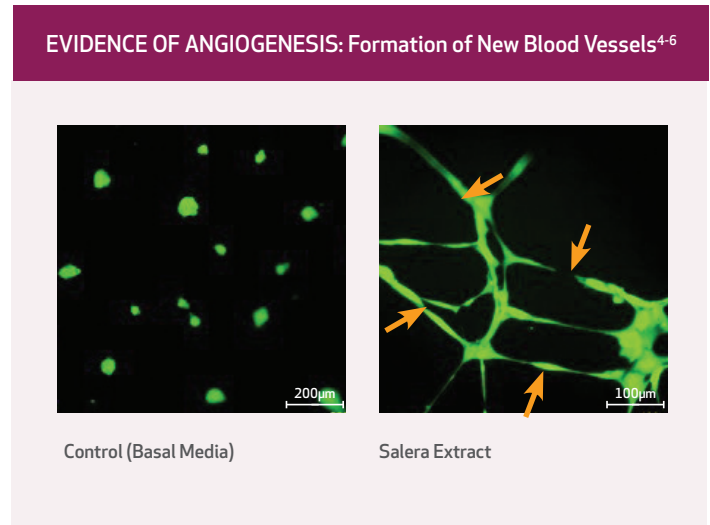 EVIDENCE OF ANGIOGENESIS: Formation of New Blood Vessels⁴⁻⁶
200µm
100µm
Control (Basal Media)
Salera Extract